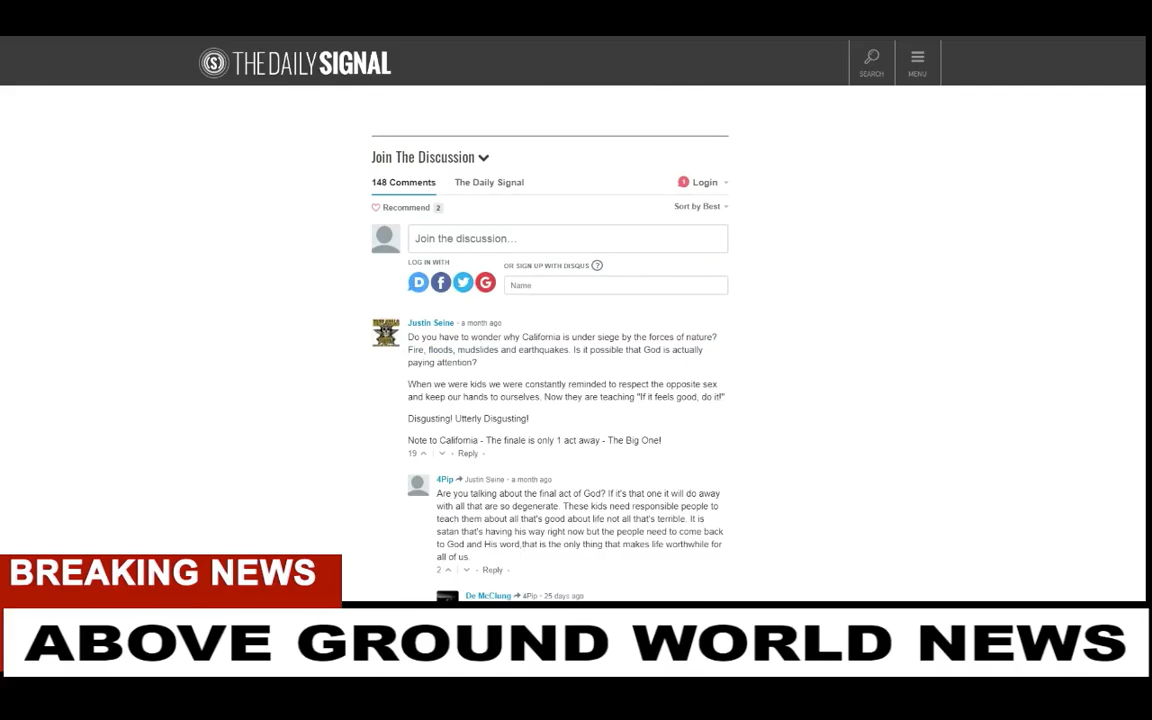 THE DAILY SIGNAL
SEARCH
MENU
Join The Discussion
148 Comments
The Daily Signal
1
Login
Recommend 2
Sort by Best
Join the discussion…
LOG IN WITH
OR SIGN UP WITH DISQUS ?
Name
Justin Seine • a month ago
Do you have to wonder why California is under siege by the forces of nature?
Fire, floods, mudslides and earthquakes. Is it possible that God is actually
paying attention?
When we were kids we were constantly reminded to respect the opposite sex
and keep our hands to ourselves. Now they are teaching "If it feels good, do it!"
Disgusting! Utterly Disgusting!
Note to California - The finale is only 1 act away - The Big One!
19 • Reply •
4Pip Justin Seine • a month ago
Are you talking about the final act of God? If it's that one it will do away
with all that are so degenerate. These kids need responsible people to
teach them about all that's good about life not all that's terrible. It is
satan that's having his way right now but the people need to come back
to God and His word,that is the only thing that makes life worthwhile for
all of us
2 • Reply •
De McClung 4Pip • 25 days ago
BREAKING NEWS
ABOVE GROUND WORLD NEWS